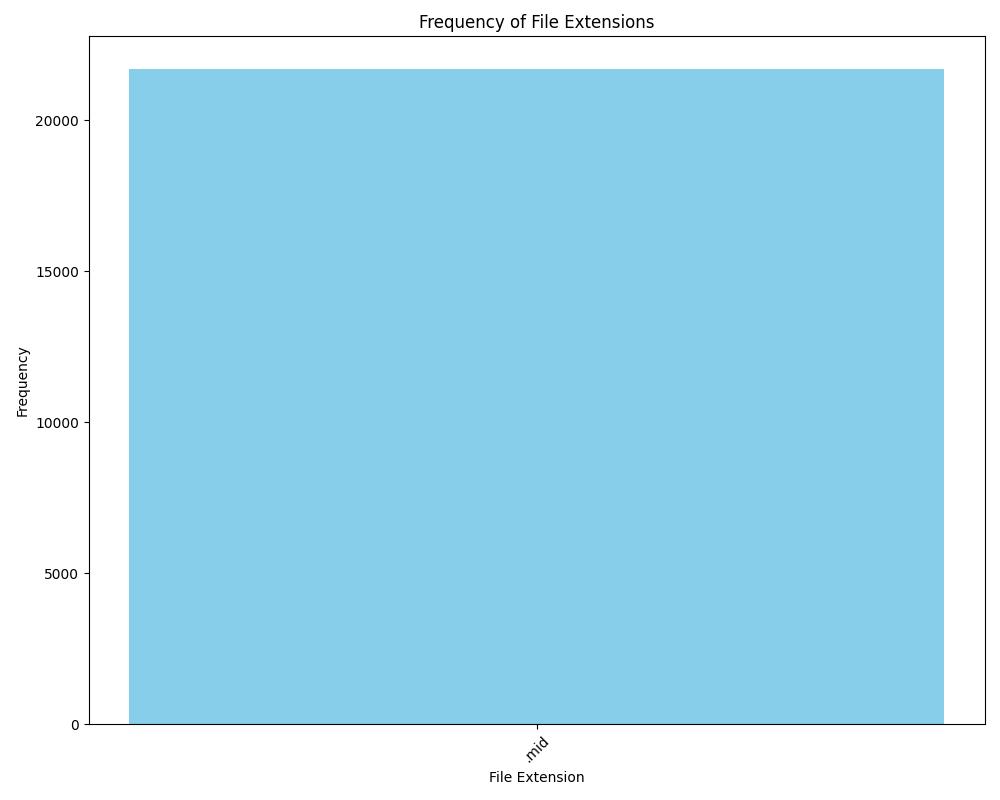 Frequency of File Extensions
20000
15000
10000
5000
0
Frequency
.mid
File Extension